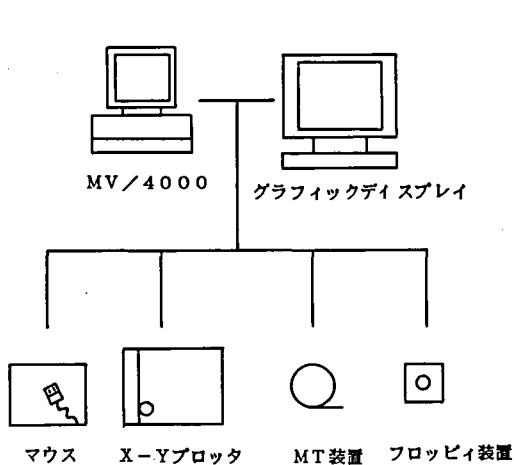 MV/4000
グラフィックディスプレイ
マウス
X-Yプロッタ
MT装置
フロッピィ装置